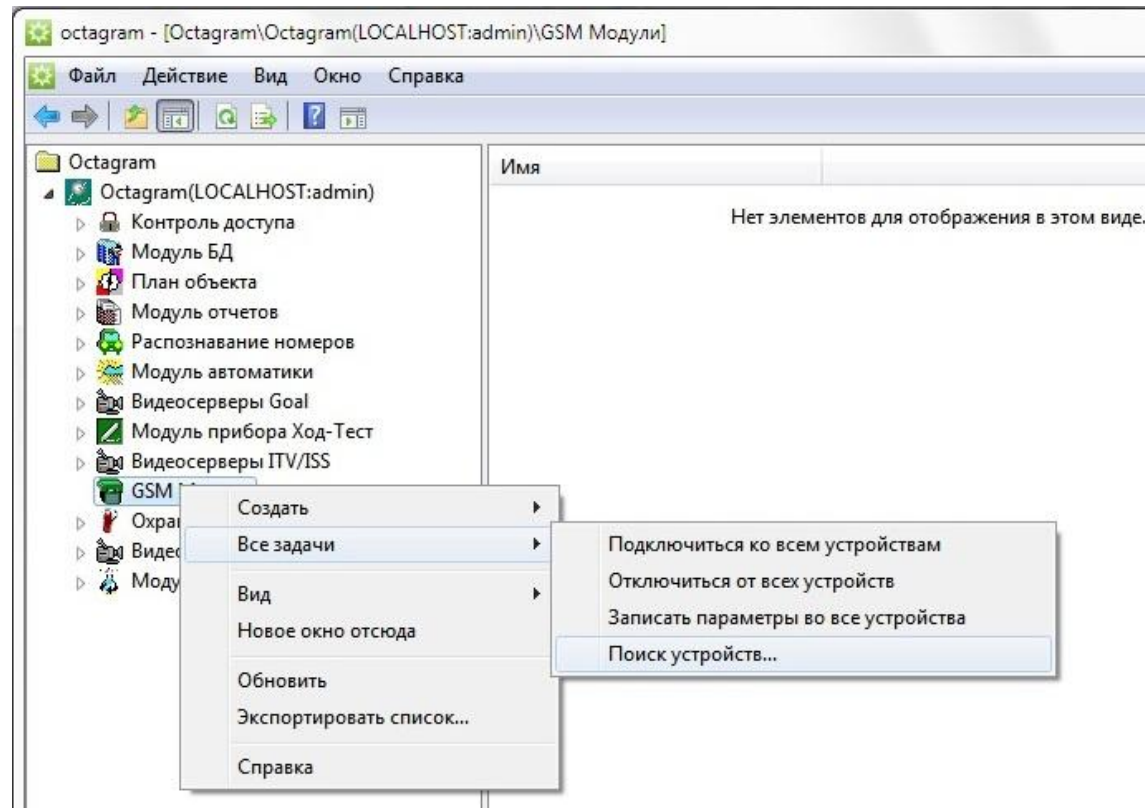 octagram - [Octagram\Octagram(LOCALHOST:admin)\GSM Модули]
Файл Действие Вид Окно Справка
Octagram
Octagram(LOCALHOST:admin)
Контроль доступа
Модуль БД
План объекта
Модуль отчетов
Распознавание номеров
Модуль автоматики
Видеосерверы Goal
Модуль прибора Ход-Тест
Видеосерверы ITV/ISS
GSM
Имя
Нет элементов для отображения в этом виде.
Создать
Все задачи
Вид
Новое окно отсюда
Обновить
Экспортировать список...
Справка
Подключиться ко всем устройствам
Отключиться от всех устройств
Записать параметры во все устройства
Поиск устройств...